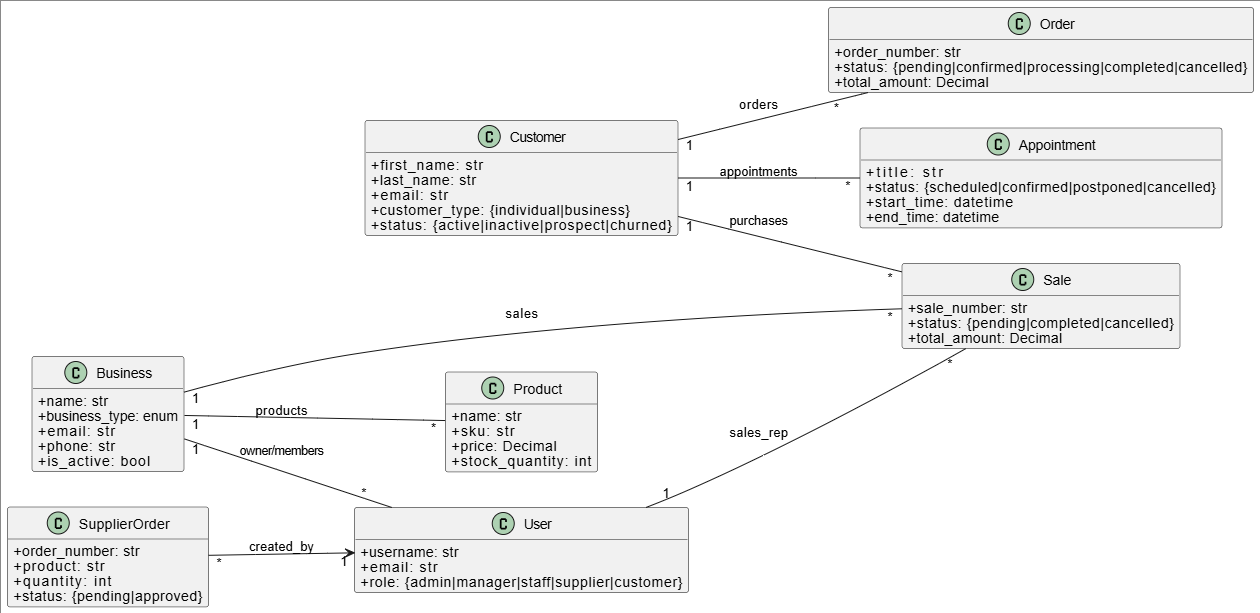 C Order
+order_number: str
+status: {pending|confirmed|processing|completed|cancelled}
+total_amount: Decimal
orders
1
*
C Customer
+first_name: str
+last_name: str
+email: str
+customer_type: {individual|business}
+status: {active|inactive|prospect|churned}
C Appointment
+title: str
+status: {scheduled|confirmed|postponed|cancelled}
+start_time: datetime
+end_time: datetime
appointments
1
*
purchases
1
*
C Sale
+sale_number: str
+status: {pending|completed|cancelled}
+total_amount: Decimal
sales
1
*
C Business
+name: str
+business_type: enum
+email: str
+phone: str
+is_active: bool
products
1
*
C Product
+name: str
+sku: str
+price: Decimal
+stock_quantity: int
sales_rep
*
1
owner/members
1
*
C SupplierOrder
+order_number: str
+product: str
+quantity: int
+status: {pending|approved}
created_by
*
1
C User
+username: str
+email: str
+role: {admin|manager|staff|supplier|customer}